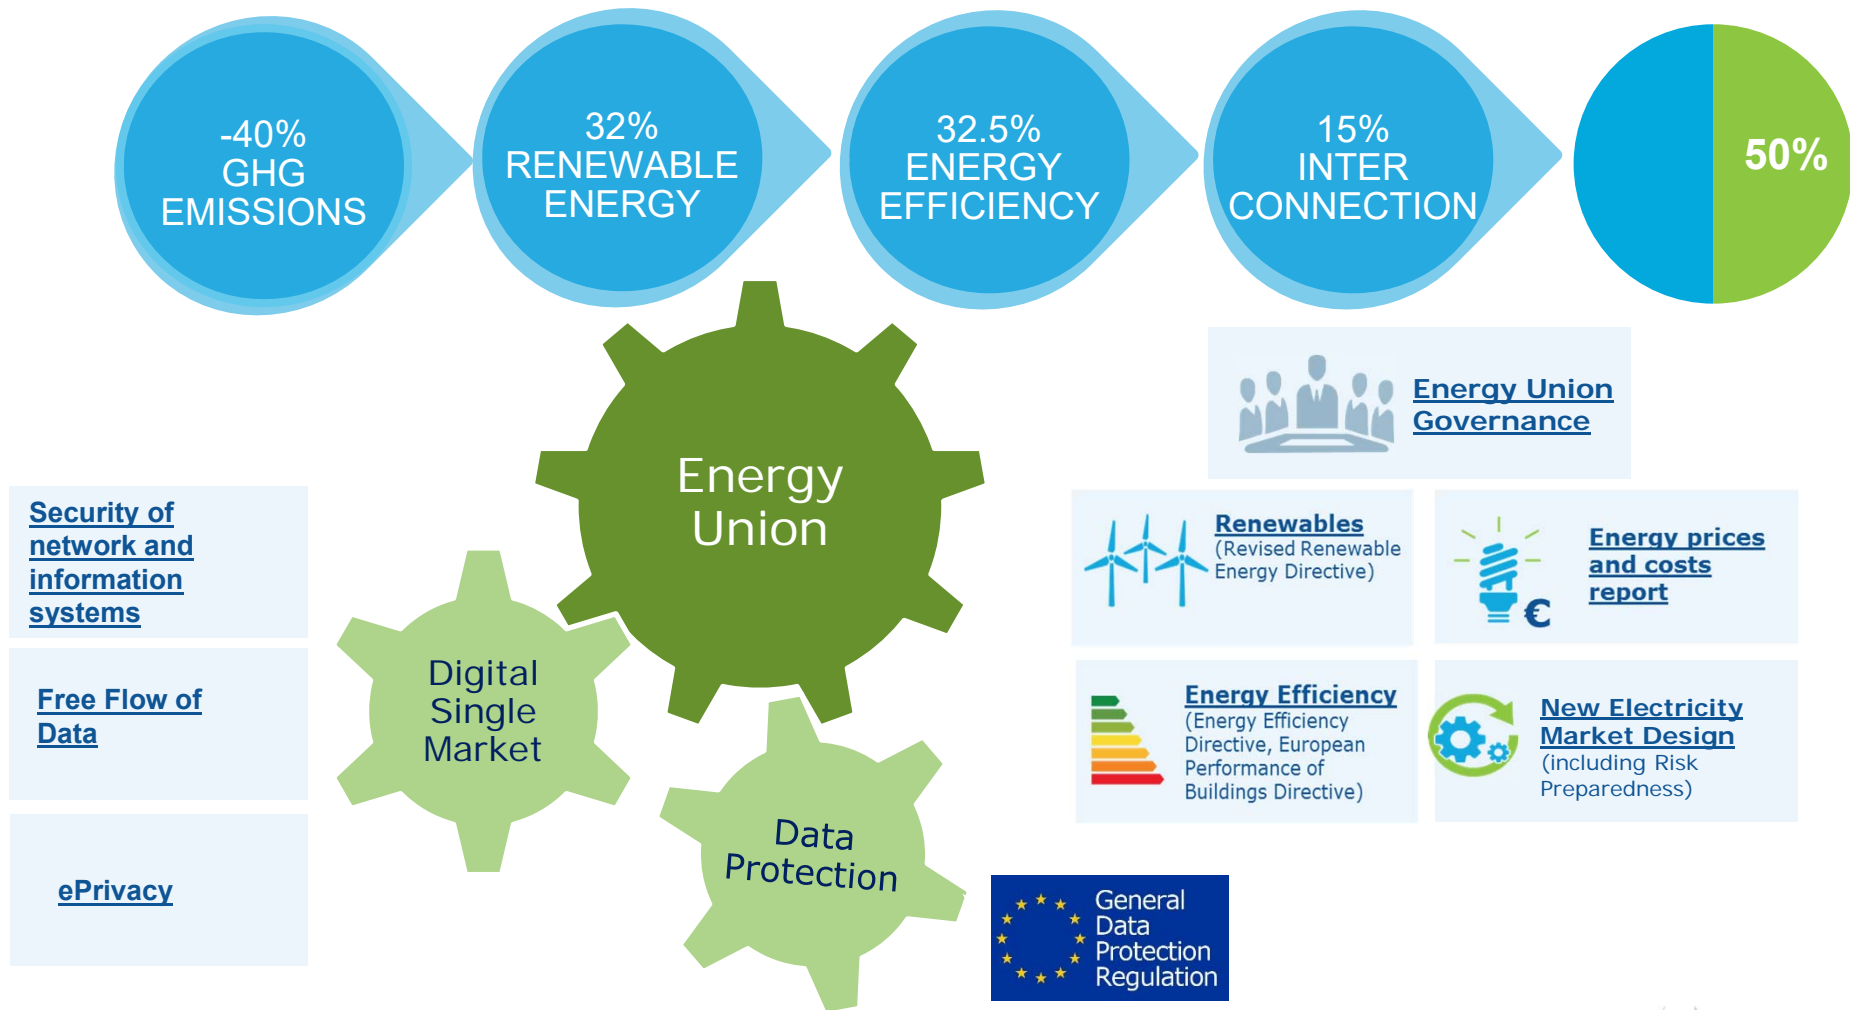 -40%
GHG
EMISSIONS
32%
RENEWABLE
ENERGY
32.5%
ENERGY
EFFICIENCY
15%
INTER
CONNECTION
50%
Energy
Union
Digital
Single
Market
Data
Protection
Security of
network and
information
systems
Free Flow of
Data
ePrivacy
Energy Union
Governance
Renewables
(Revised Renewable
Energy Directive)
Energy prices
and costs
report
€
Energy Efficiency
(Energy Efficiency
Directive, European
Performance of
Buildings Directive)
New Electricity
Market Design
(including Risk
Preparedness)
General
Data
Protection
Regulation